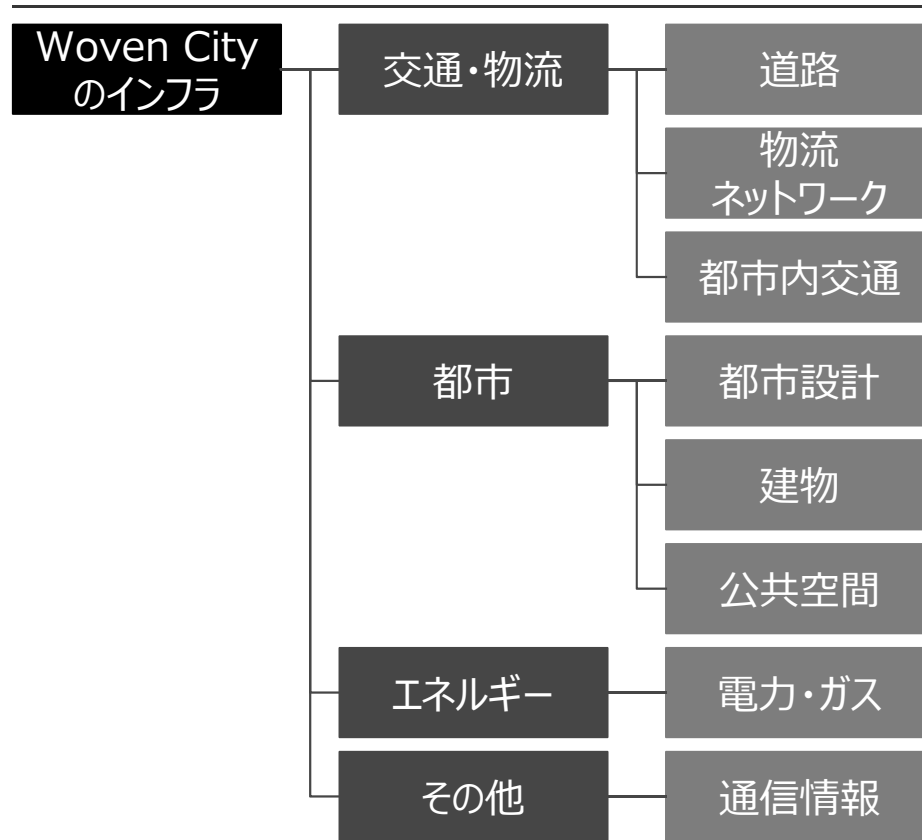 Woven City
のインフラ
交通・物流
道路
物流
ネットワーク
都市内交通
都市
都市設計
建物
公共空間
エネルギー
電力・ガス
その他
通信情報